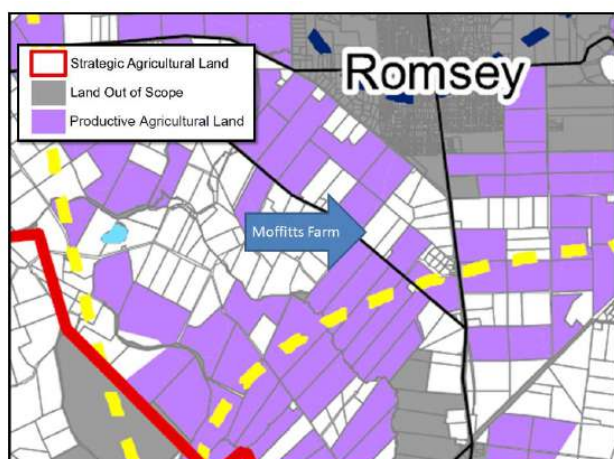 Strategic Agricultural Land
Land Out of Scope
Productive Agricultural Land
Romsey
Moffitts Farm